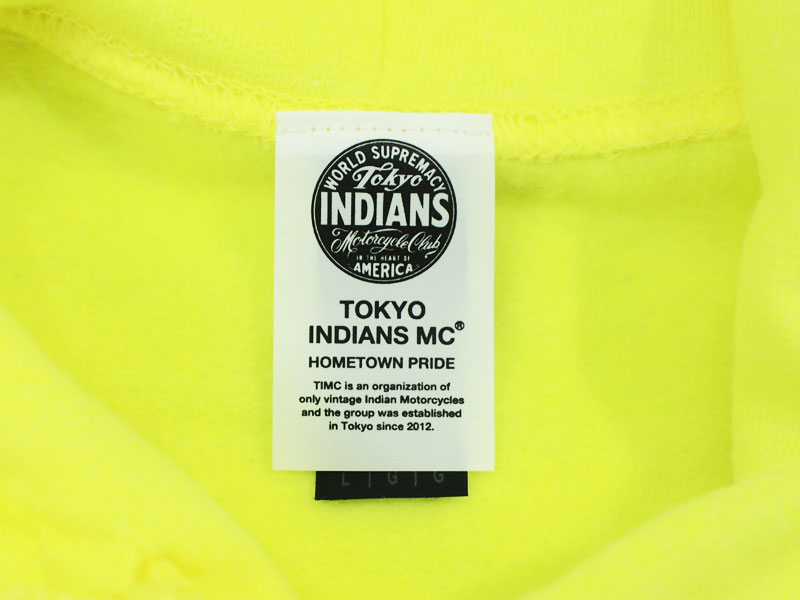 WORLD SUPREMACY
Tokyo
INDIANS
Motorcycle Club
IN THE HEART OF
AMERICA
TOKYO
INDIANS MC®
HOMETOWN PRIDE
TIMC is an organization of
only vintage Indian Motorcycles
and the group was established
in Tokyo since 2012.
L | G | G